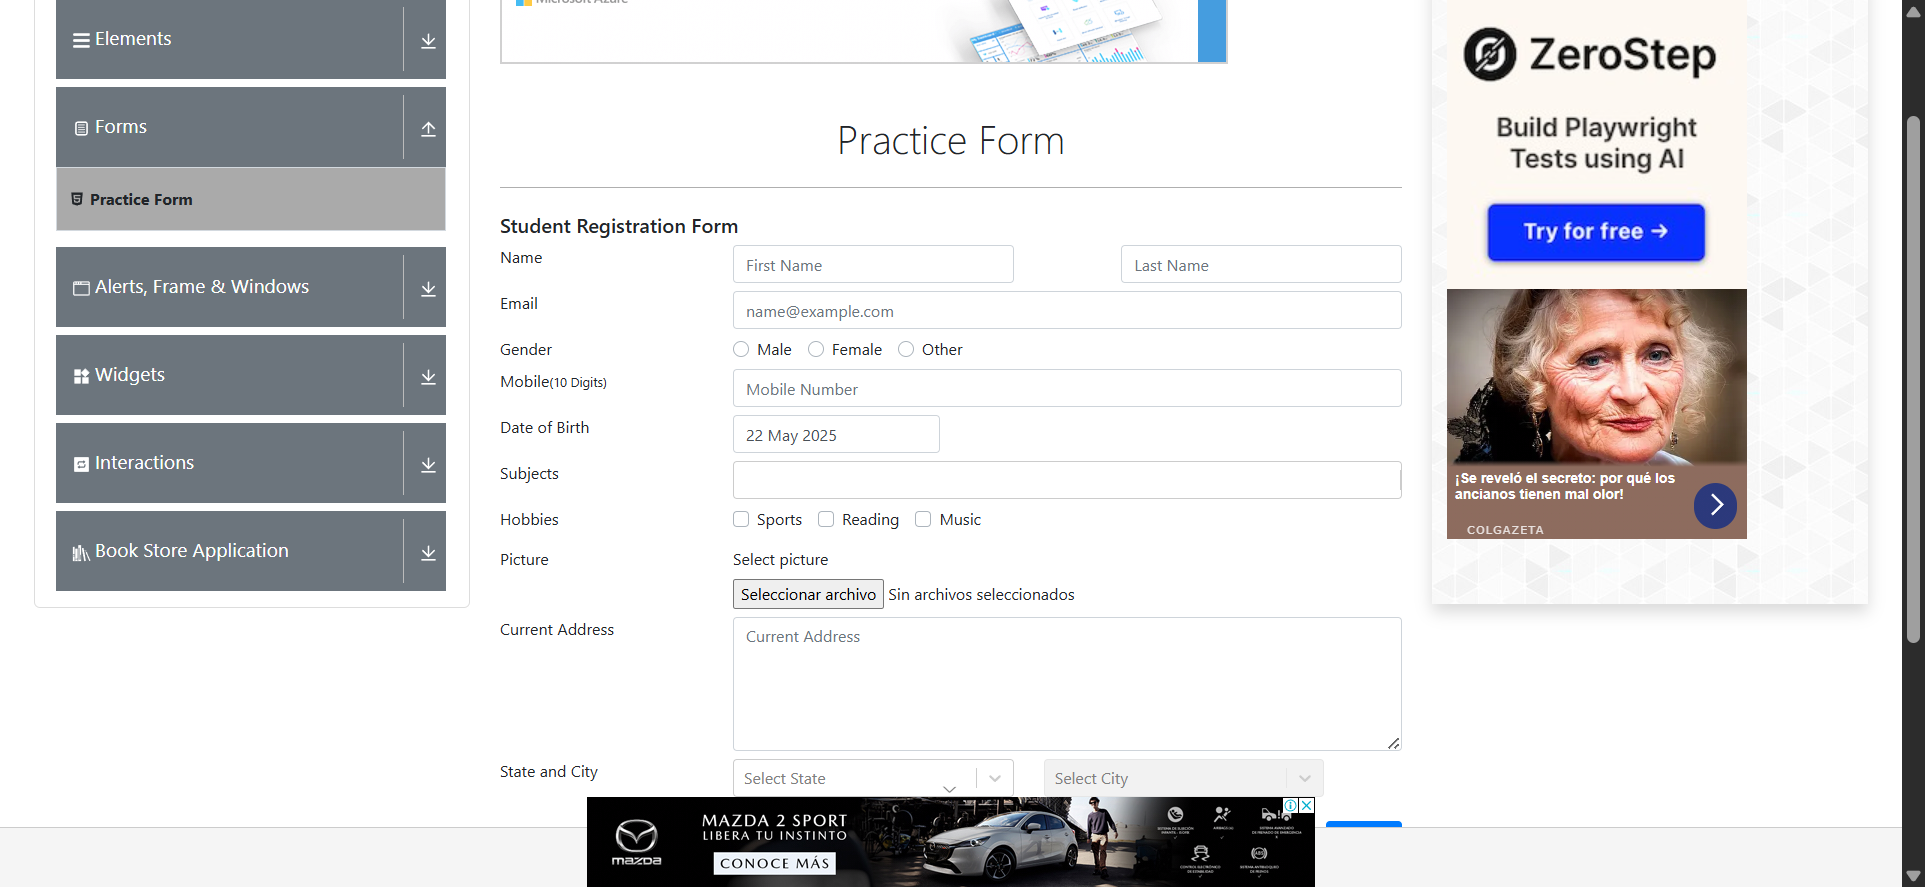 Elements
Forms
Practice Form
Alerts, Frame & Windows
Widgets
Interactions
Book Store Application
Microsoft Azure
Practice Form
Student Registration Form
Name
First Name
Last Name
Email
name@example.com
Gender
Male
Female
Other
Mobile(10 Digits)
Mobile Number
Date of Birth
22 May 2025
Subjects
Hobbies
Sports
Reading
Music
Picture
Select picture
Seleccionar archivo
Sin archivos seleccionados
Current Address
Current Address
State and City
Select State
Select City
MAZDA 2 SPORT
LIBERA TU INSTINTO
CONOCE MÁS
mazda
ZeroStep
Build Playwright
Tests using AI
Try for free →
¡Se reveló el secreto: por qué los
ancianos tienen mal olor!
COLGAZETA